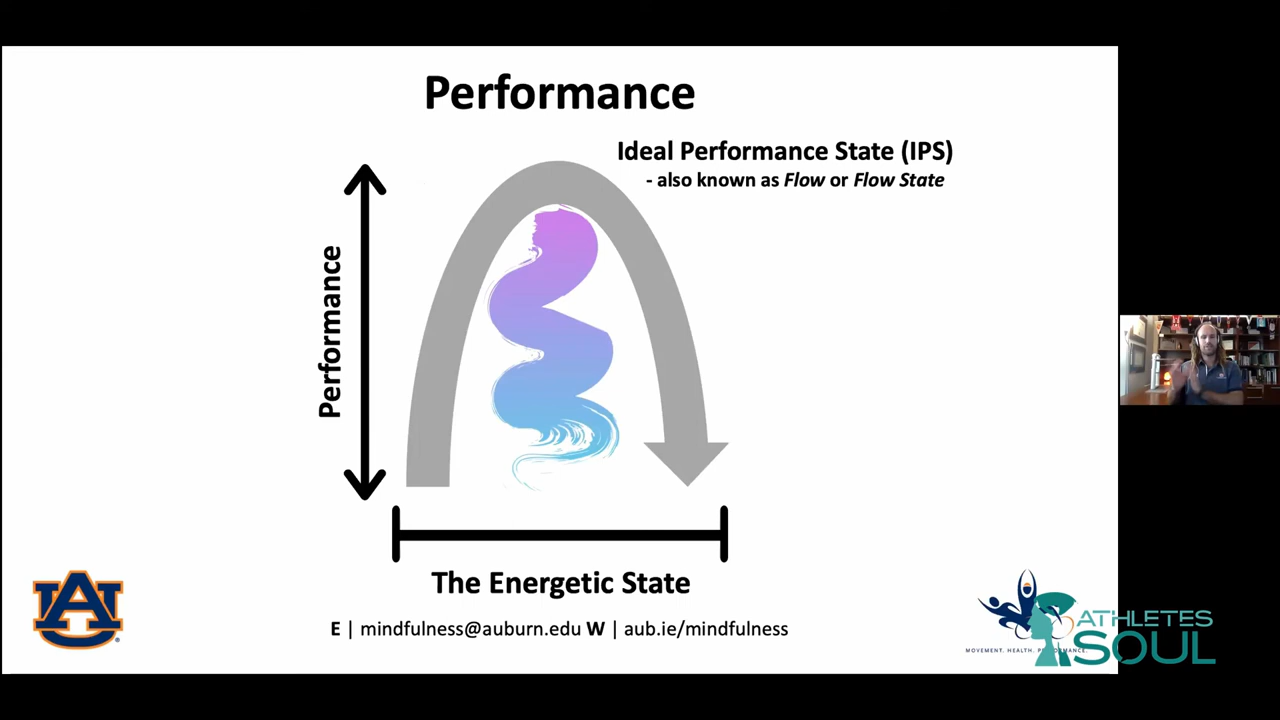 Performance
Ideal Performance State (IPS)
- also known as Flow or Flow State
Performance
The Energetic State
E | mindfulness@auburn.edu W | aub.ie/mindfulness
AU
®
ATHLETES
SOUL
MOVEMENT. HEALTH.